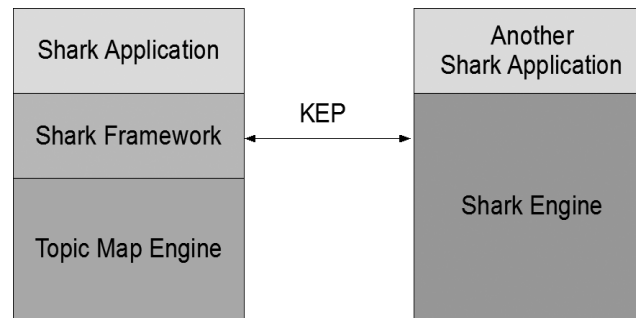 Shark Application
Shark Framework
Topic Map Engine
KEP
Another
Shark Application
Shark Engine